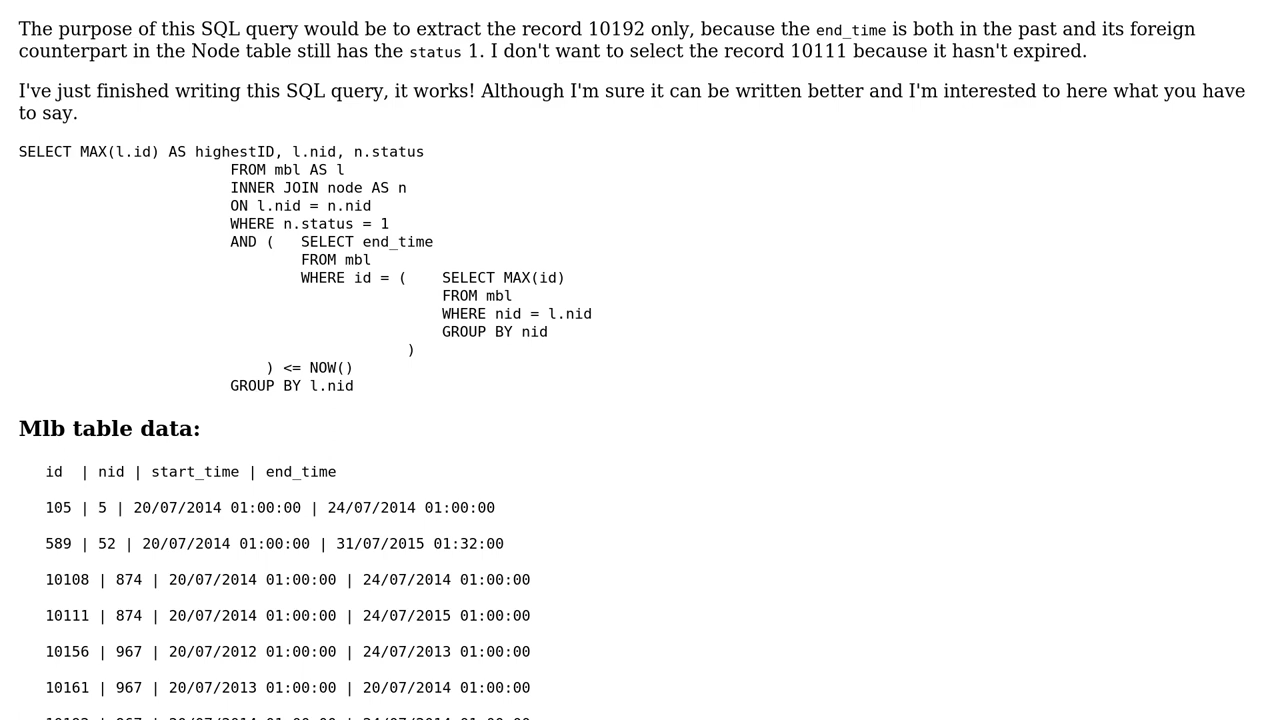 The purpose of this SQL query would be to extract the record 10192 only, because the end_time is both in the past and its foreign
counterpart in the Node table still has the status 1. I don't want to select the record 10111 because it hasn't expired.
I've just finished writing this SQL query, it works! Although I'm sure it can be written better and I'm interested to here what you have
to say.
SELECT MAX(l.id) AS highestID, l.nid, n.status
FROM mbl AS l
INNER JOIN node AS n
ON l.nid = n.nid
WHERE n.status = 1
AND (   SELECT end_time
FROM mbl
WHERE id = (    SELECT MAX(id)
FROM mbl
WHERE nid = l.nid
GROUP BY nid
)
) <= NOW()
GROUP BY l.nid
Mlb table data:
id  | nid | start_time | end_time
105 | 5 | 20/07/2014 01:00:00 | 24/07/2014 01:00:00
589 | 52 | 20/07/2014 01:00:00 | 31/07/2015 01:32:00
10108 | 874 | 20/07/2014 01:00:00 | 24/07/2014 01:00:00
10111 | 874 | 20/07/2014 01:00:00 | 24/07/2015 01:00:00
10156 | 967 | 20/07/2012 01:00:00 | 24/07/2013 01:00:00
10161 | 967 | 20/07/2013 01:00:00 | 20/07/2014 01:00:00